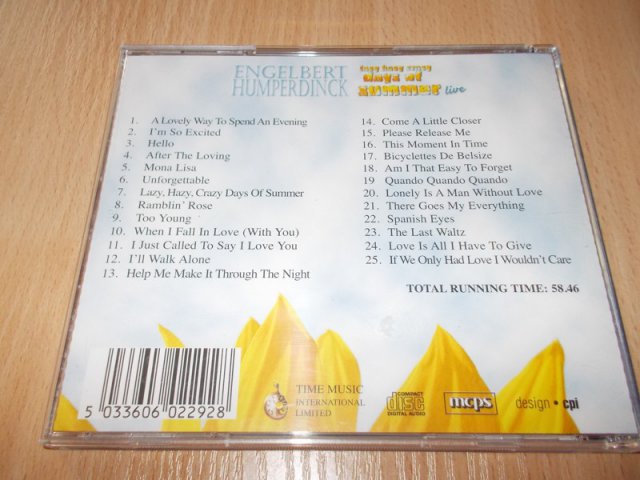 ENGELBERT
HUMPERDINCK
lazy hazy crazy
days of
summer live
1. A Lovely Way To Spend An Evening
2. I'm So Excited
3. Hello
4. After The Loving
5. Mona Lisa
6. Unforgettable
7. Lazy, Hazy, Crazy Days Of Summer
8. Ramblin' Rose
9. Too Young
10. When I Fall In Love (With You)
11. I Just Called To Say I Love You
12. I'll Walk Alone
13. Help Me Make It Through The Night
14. Come A Little Closer
15. Please Release Me
16. This Moment In Time
17. Bicyclettes De Belsize
18. Am I That Easy To Forget
19 Quando Quando Quando
20. Lonely Is A Man Without Love
21. There Goes My Everything
22. Spanish Eyes
23. The Last Waltz
24. Love Is All I Have To Give
25. If We Only Had Love I Wouldn't Care
TOTAL RUNNING TIME: 58.46
5 033606 022928
TIME MUSIC
INTERNATIONAL
LIMITED
COMPACT
disc
DIGITAL AUDIO
mcps
design • cpi